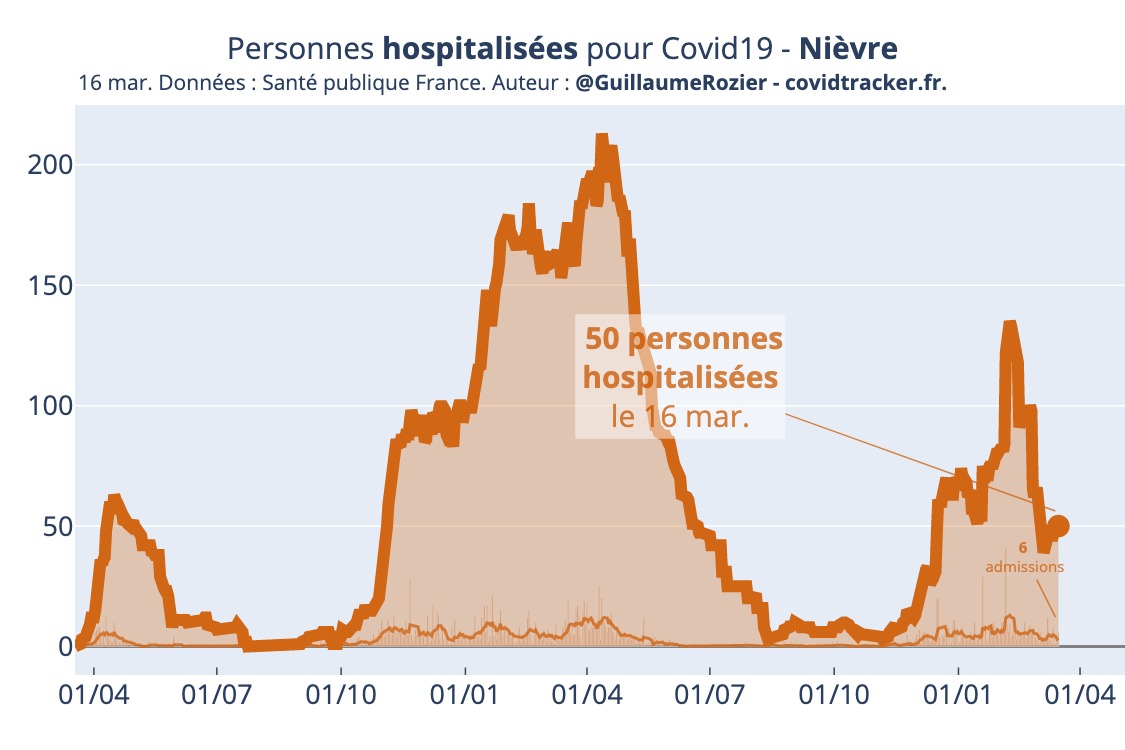 Personnes hospitalisées pour Covid19 - Nièvre
16 mar. Données : Santé publique France. Auteur : @GuillaumeRozier - covidtracker.fr.
200
150
100
50
0
50 personnes
hospitalisées
le 16 mar.
6
admissions
01/04 01/07 01/10 01/01 01/04 01/07 01/10 01/01 01/04